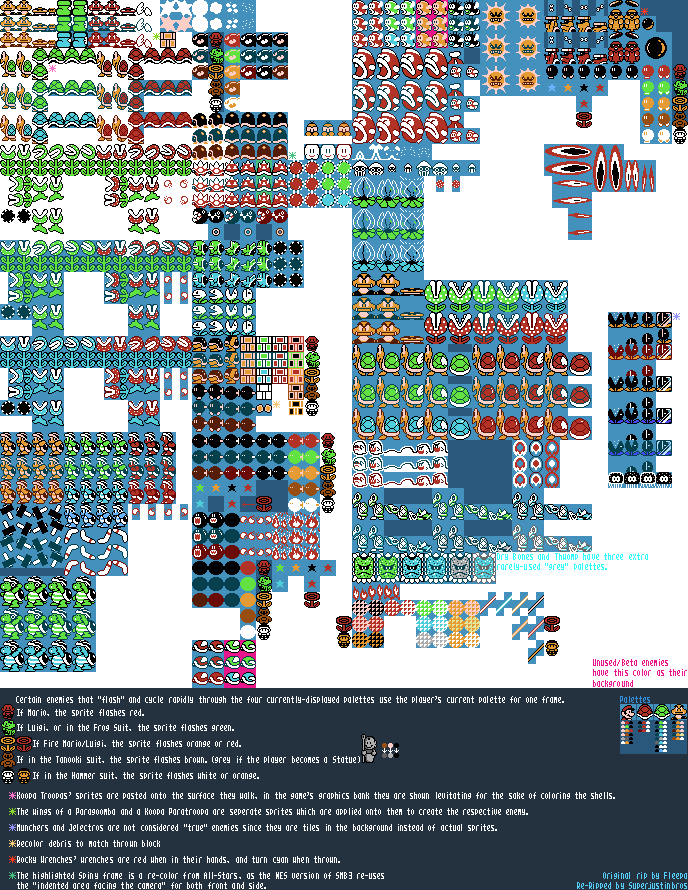 Dry Bones and Thwomp have three extra
rarely-used "grey" palettes.
Unused/Beta enemies
have this color as their
background
Certain enemies that "flash" and cycle rapidly through the four currently-displayed palettes use the player's current palette for one frame.
Palettes
If Mario, the sprite flashes red.
If Luigi, or in the Frog Suit, the sprite flashes green.
If Fire Mario/Luigi, the sprite flashes orange or red.
If in the Tanooki suit, the sprite flashes brown. (grey if the player becomes a Statue)
If in the Hammer suit, the sprite flashes white or orange.
Koopa Troopas' sprites are pasted onto the surface they walk, in the game's graphics bank they are shown levitating for the sake of coloring the shells.
The wings of a Paragoomba and a Koopa Paratroopa are seperate sprites which are applied onto them to create the respective enemy.
Munchers and Jelectros are not considered "true" enemies since they are tiles in the background instead of actual sprites.
Recolor debris to match thrown block
Rocky Wrenches' wrenches are red when in their hands, and turn cyan when thrown.
The highlighted Spiny frame is a re-color from All-Stars, as the NES version of SMB3 re-uses
the "indented area facing the camera" for both front and side.
Original rip by Fleepa
Re-Ripped by Superjustinbros